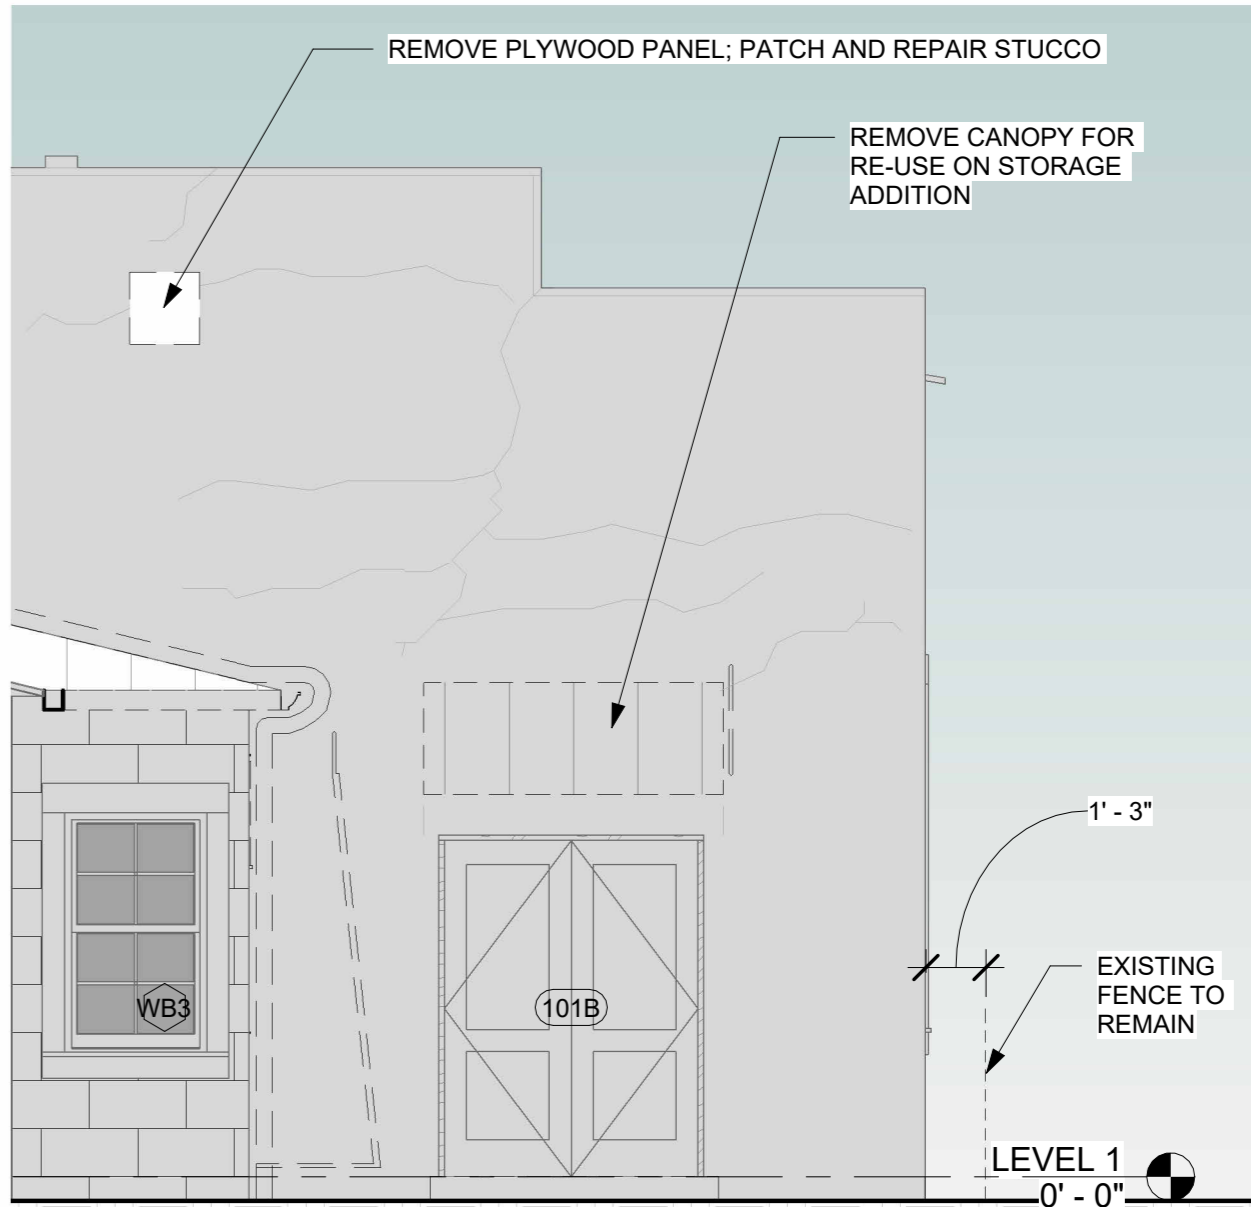 REMOVE PLYWOOD PANEL; PATCH AND REPAIR STUCCO
REMOVE CANOPY FOR
RE-USE ON STORAGE
ADDITION
1' - 3"
WB3
101B
EXISTING
FENCE TO
REMAIN
LEVEL 1
0' - 0"